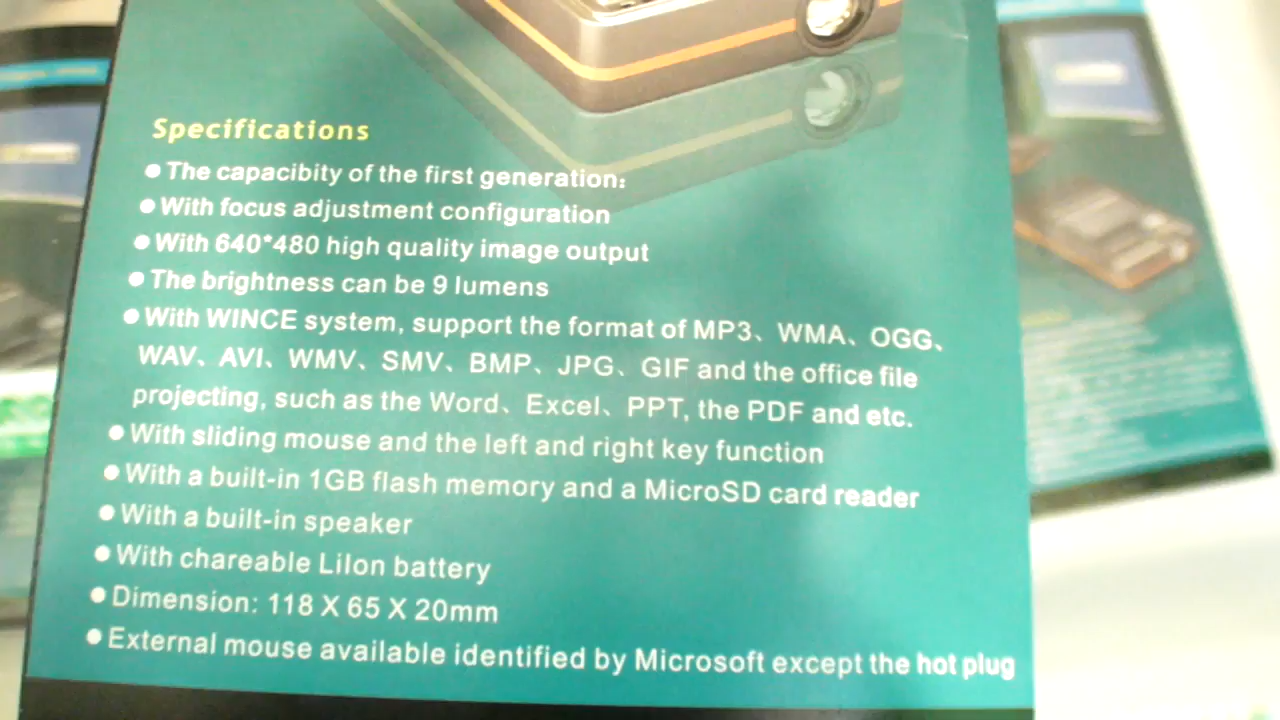 Specifications
●The capacibity of the first generation:
●With focus adjustment configuration
●With 640*480 high quality image output
●The brightness can be 9 lumens
●With WINCE system, support the format of MP3、WMA、OGG、
WAV、AVI、WMV、SMV、BMP、JPG、GIF and the office file
projecting, such as the Word、Excel、PPT, the PDF and etc.
●With sliding mouse and the left and right key function
●With a built-in 1GB flash memory and a MicroSD card reader
●With a built-in speaker
●With chareable LiIon battery
●Dimension: 118 X 65 X 20mm
●External mouse available identified by Microsoft except the hot plug